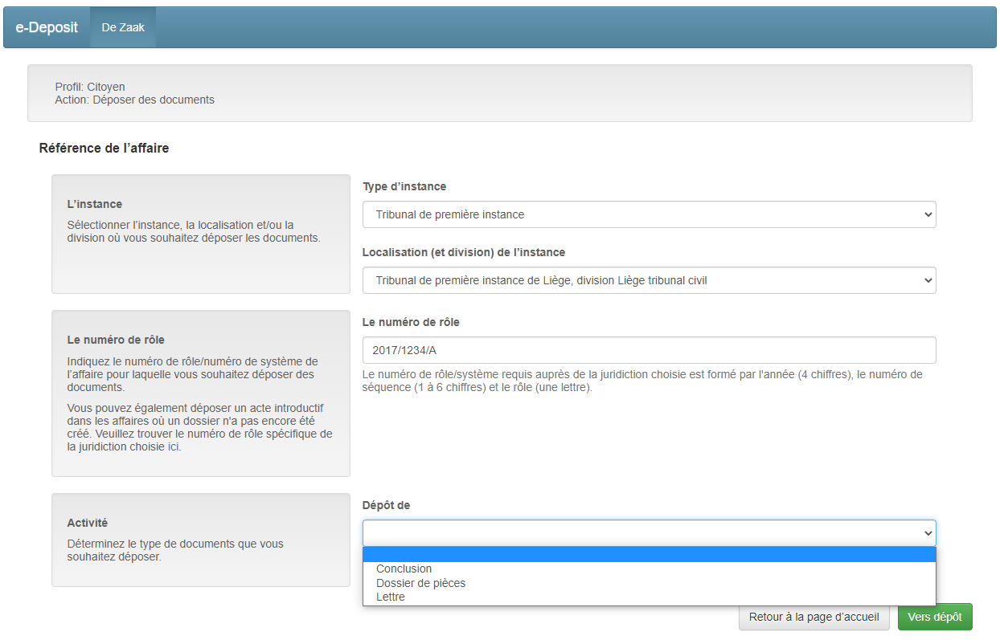 e-Deposit De Zaak
Profil: Citoyen
Action: Déposer des documents
Référence de l’affaire
L’instance
Sélectionner l’instance, la localisation et/ou la
division où vous souhaitez déposer les documents.
Type d’instance
Tribunal de première instance
Localisation (et division) de l’instance
Tribunal de première instance de Liège, division Liège tribunal civil
Le numéro de rôle
Indiquez le numéro de rôle/numéro de système de
l’affaire pour laquelle vous souhaitez déposer des
documents.
Vous pouvez également déposer un acte introductif
dans les affaires où un dossier n'a pas encore été
créé. Veuillez trouver le numéro de rôle spécifique de
la juridiction choisie ici.
Le numéro de rôle
2017/1234/A
Le numéro de rôle/système requis auprès de la juridiction choisie est formé par l'année (4 chiffres), le numéro de
séquence (1 à 6 chiffres) et le rôle (une lettre).
Activité
Déterminez le type de documents que vous
souhaitez déposer.
Dépôt de
Conclusion
Dossier de pièces
Lettre
Retour à la page d’accueil Vers dépôt